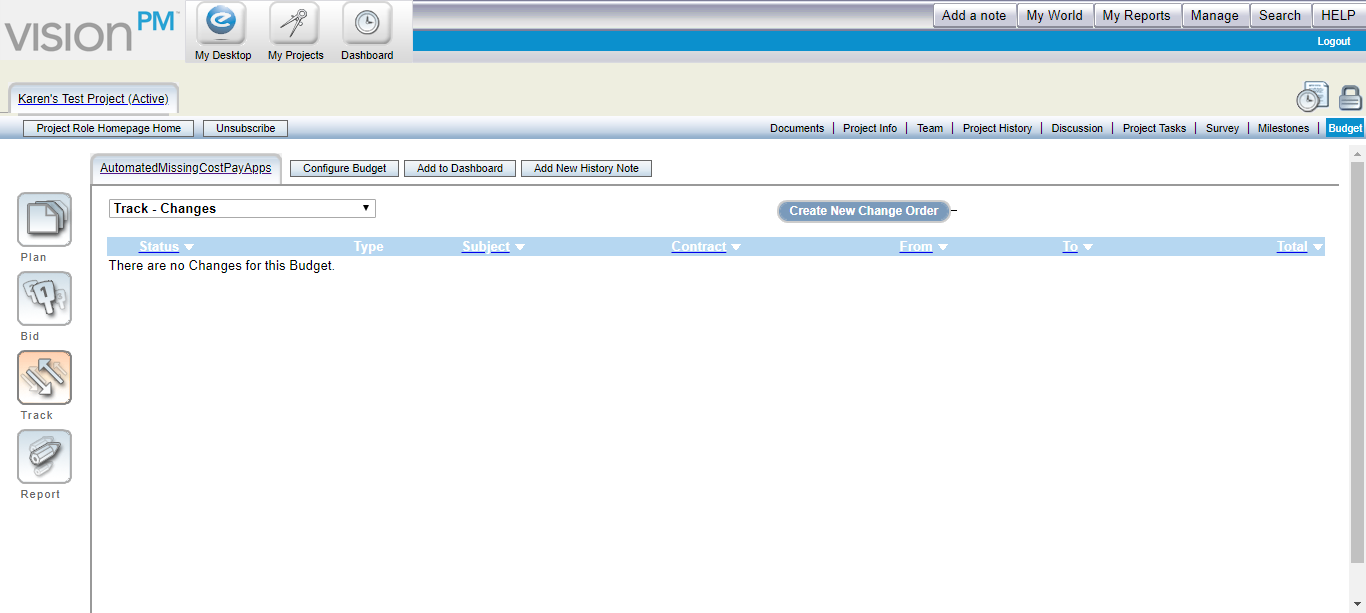 vision PM™
My Desktop
My Projects
Dashboard
Add a note
My World
My Reports
Manage
Search
HELP
Logout
Karen's Test Project (Active)
Project Role Homepage Home
Unsubscribe
Documents
Project Info
Team
Project History
Discussion
Project Tasks
Survey
Milestones
Budget
AutomatedMissingCostPayApps
Configure Budget
Add to Dashboard
Add New History Note
Track - Changes
Create New Change Order
Status
Type
Subject
Contract
From
To
Total
There are no Changes for this Budget.
Plan
Bid
Track
Report